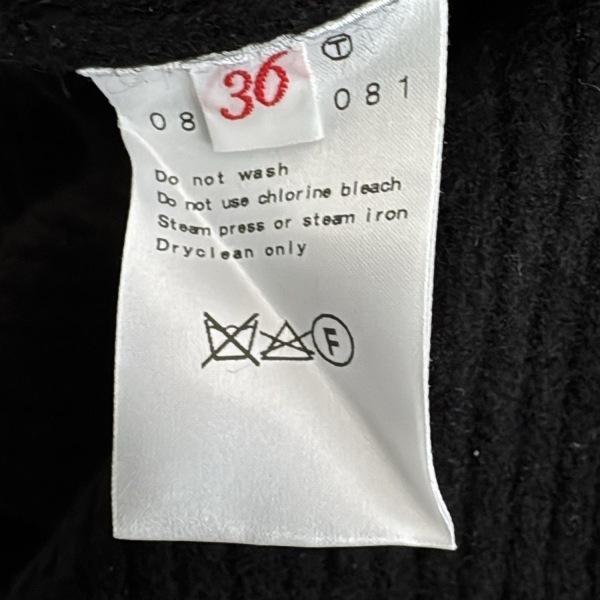 T
08 36 081
Do not wash
Do not use chlorine bleach
Steam press or steam iron
Dryclean only
F